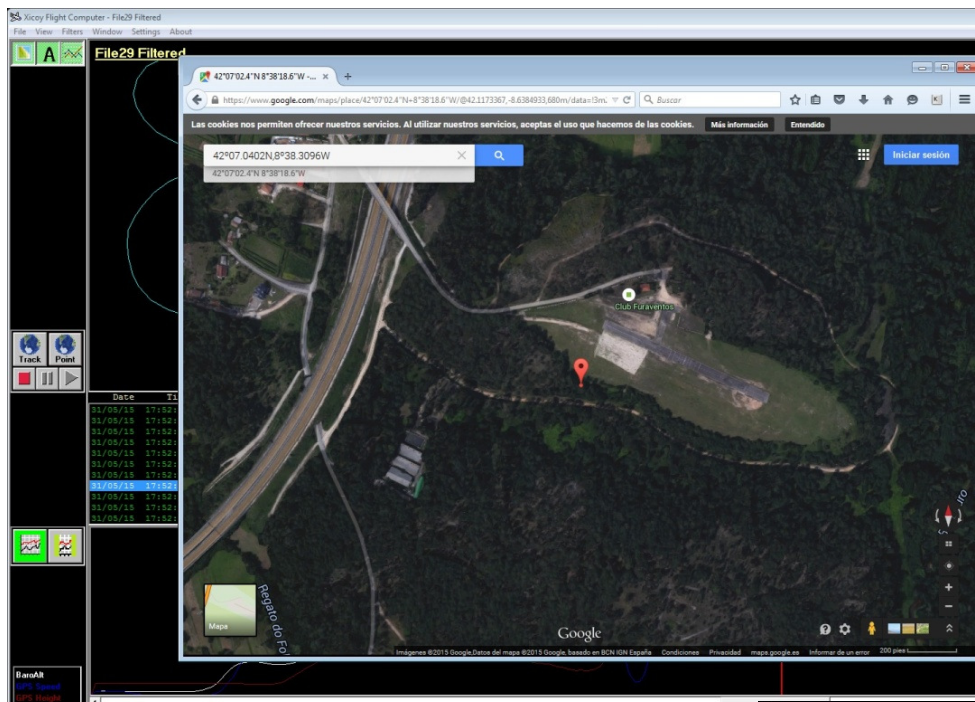 Xicoy Flight Computer - File29 Filtered
File View Filters Window Settings About
A
File29 Filtered
42°07'02.4"N 8°38'18.6"W -... × +
https://www.google.com/maps/place/42°07'02.4"N+8°38'18.6"W/@42.1173367,-8.6384933,680m/data=!3m
Buscar
Las cookies nos permiten ofrecer nuestros servicios. Al utilizar nuestros servicios, aceptas el uso que hacemos de las cookies. Más información Entendido
42º07.0402N,8º38.3096W
42°07'02.4"N 8°38'18.6"W
Iniciar sesión
Club Furaventos
Track Point
Date Ti
31/05/15 17:52:
31/05/15 17:52:
31/05/15 17:52:
31/05/15 17:52:
31/05/15 17:52:
31/05/15 17:52:
31/05/15 17:52:
31/05/15 17:52:
31/05/15 17:52:
31/05/15 17:52:
31/05/15 17:52:
Regato do Fol
Mapa
Google
Imágenes ©2015 Google,Datos del mapa ©2015 Google, basado en BCN IGN España Condiciones Privacidad maps.google.es Informar de un error 200 pies
BaroAlt
GPS Speed
GPS Height